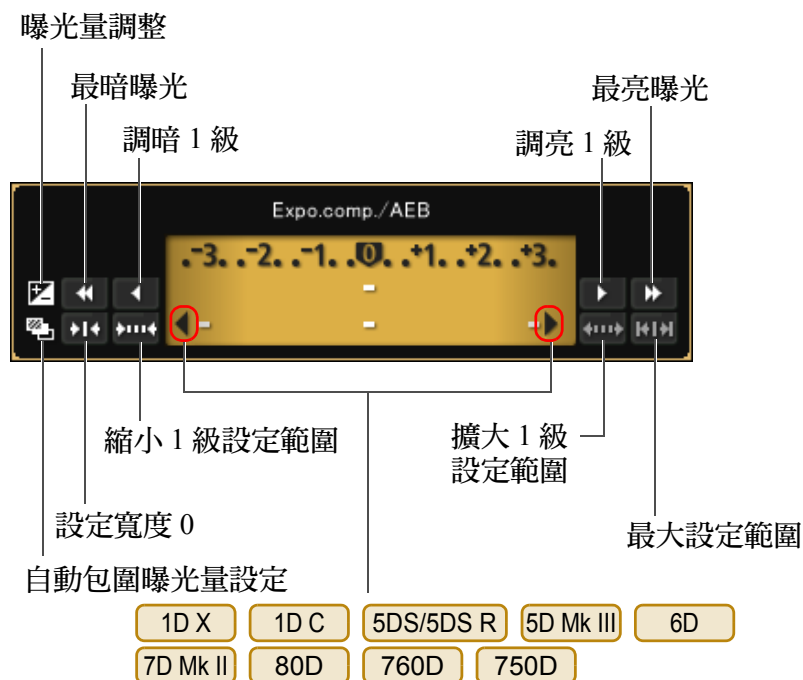 曝光量調整
最暗曝光
最亮曝光
調暗 1 級
調亮 1 級
Expo.comp./AEB
.-3. .-2. .-1. .0. .+1. .+2. .+3.
縮小 1 級設定範圍
擴大 1 級
設定範圍
設定寬度 0
最大設定範圍
自動包圍曝光量設定
1D X 1D C 5DS/5DS R 5D Mk III 6D
7D Mk II 80D 760D 750D